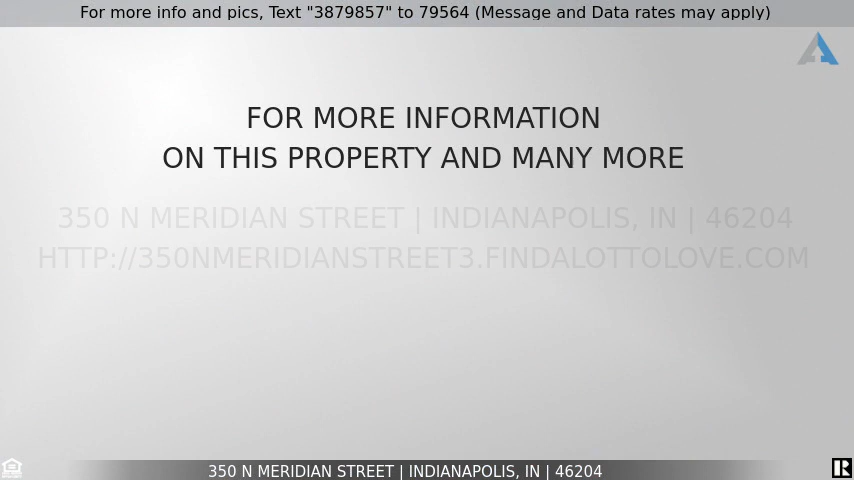 For more info and pics, Text "3879857" to 79564 (Message and Data rates may apply)
FOR MORE INFORMATION
ON THIS PROPERTY AND MANY MORE
350 N MERIDIAN STREET | INDIANAPOLIS, IN | 46204
HTTP://350NMERIDIANSTREET3.FINDALOTTOLOVE.COM
350 N MERIDIAN STREET | INDIANAPOLIS, IN | 46204